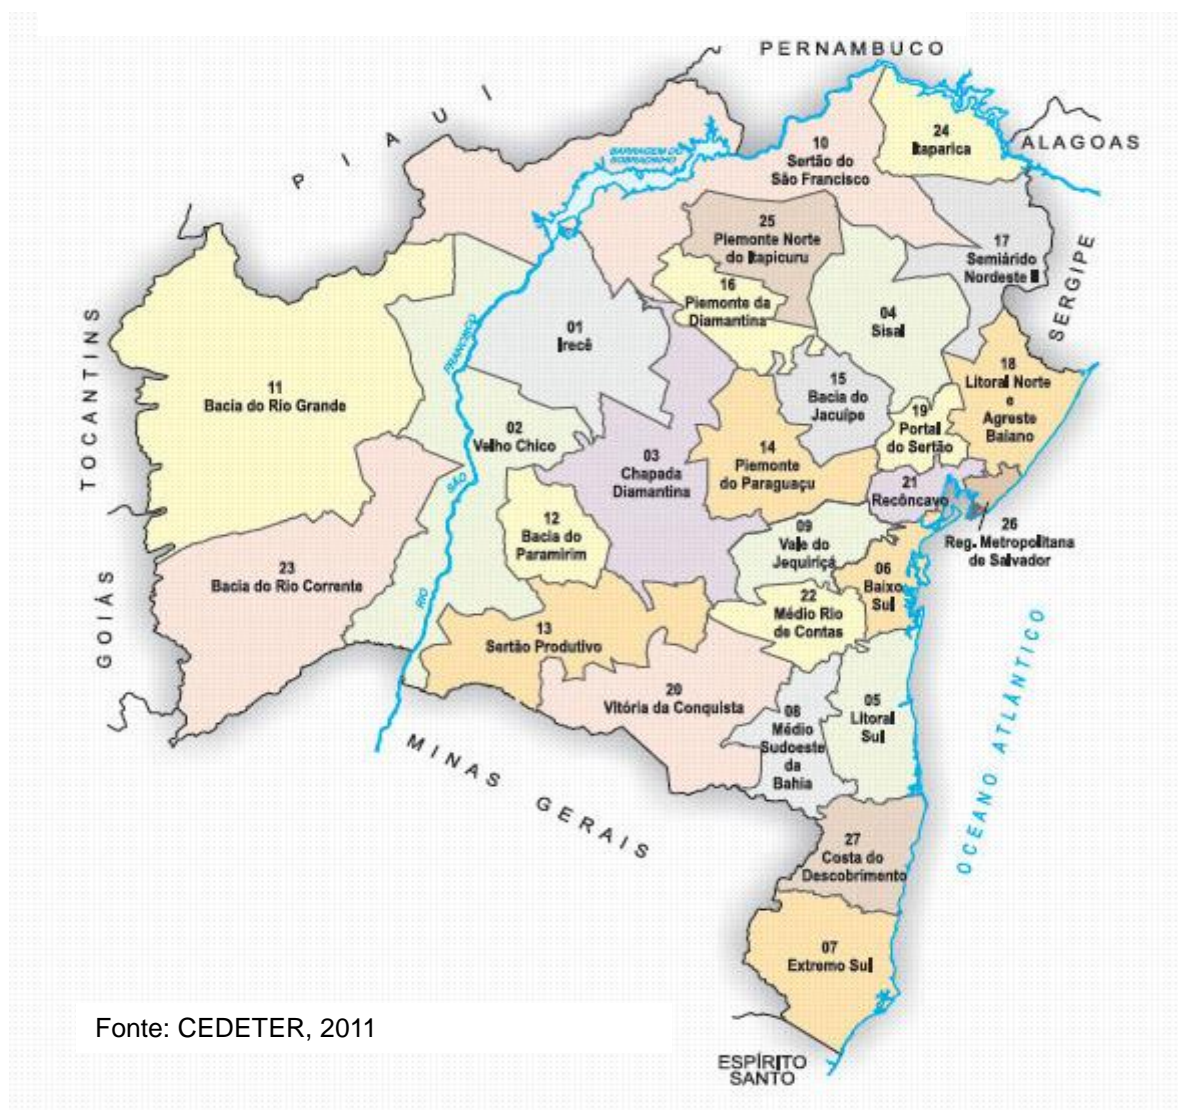 PERNAMBUCO
PIAUI
ALAGOAS
SERGIPE
TOCANTINS
GOIÁS
BARRAGEM DO
SOBRADINHO
10
Sertão do
São Francisco
24
Itaparica
25
Piemonte Norte
do Itapicuru
17
Semiárido
Nordeste II
16
Piemonte da
Diamantina
04
Sisal
01
Irecê
FRANCISCO
SÃO
RIO
11
Bacia do Rio Grande
15
Bacia do
Jacuípe
18
Litoral Norte
e
Agreste
Baiano
19
Portal
do Sertão
02
Velho Chico
03
Chapada
Diamantina
14
Piemonte
do Paraguaçu
21
Recôncavo
12
Bacia do
Paramirim
09
Vale do
Jequiriçá
26
Reg. Metropolitana
de Salvador
23
Bacia do Rio Corrente
06
Baixo
Sul
22
Médio Rio
de Contas
13
Sertão Produtivo
20
Vitória da Conquista
08
Médio
Sudoeste
da
Bahia
05
Litoral
Sul
OCEANO ATLÂNTICO
MINAS GERAIS
27
Costa do
Descobrimento
07
Extremo Sul
Fonte: CEDETER, 2011
ESPÍRITO
SANTO